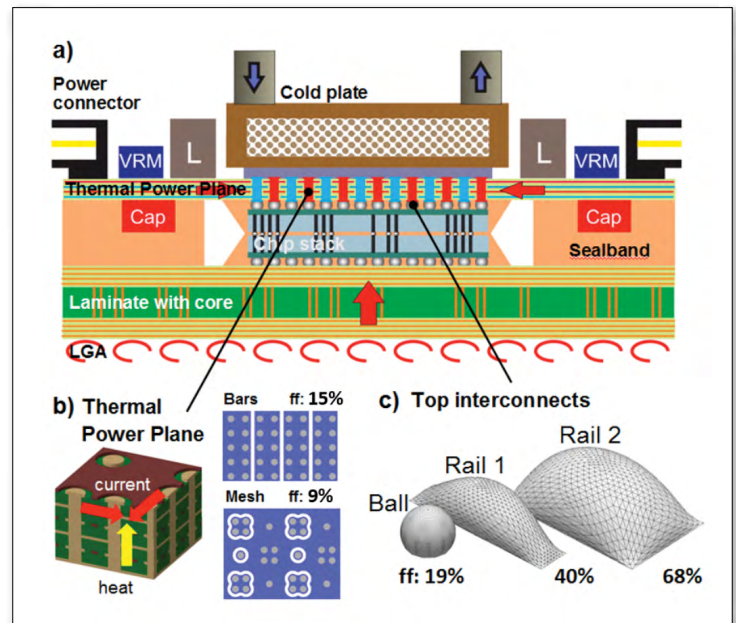 a)
Power
connector
Cold plate
L
L
VRM
VRM
Thermal Power Plane
Cap
Cap
Chip stack
Sealband
Laminate with core
LGA
b) Thermal
Power Plane
Bars ff: 15%
current
Mesh ff: 9%
heat
c) Top interconnects
Rail 2
Rail 1
Ball
ff: 19% 40% 68%